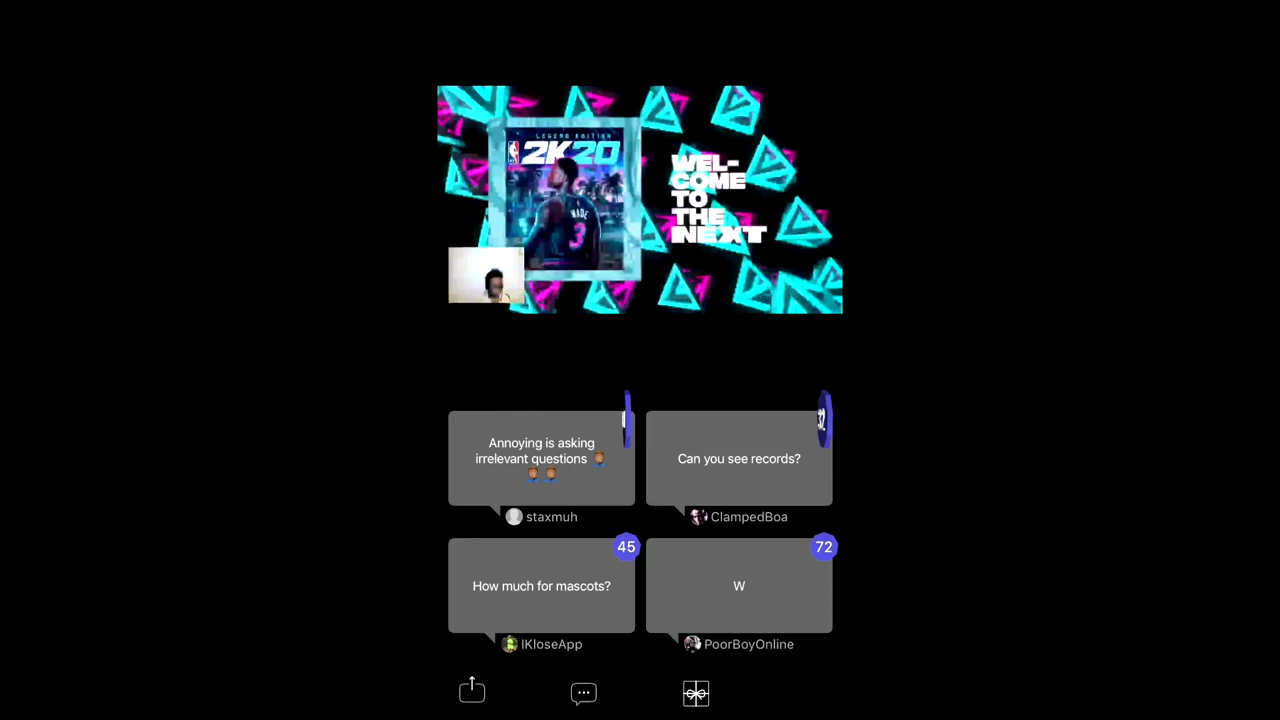 LEGEND EDITION
2K20
WADE
3
WEL-
COME
TO
THE
NEXT
Annoying is asking
irrelevant questions
staxmuh
Can you see records?
32
ClampedBoa
How much for mascots?
45
IKloseApp
W
72
PoorBoyOnline